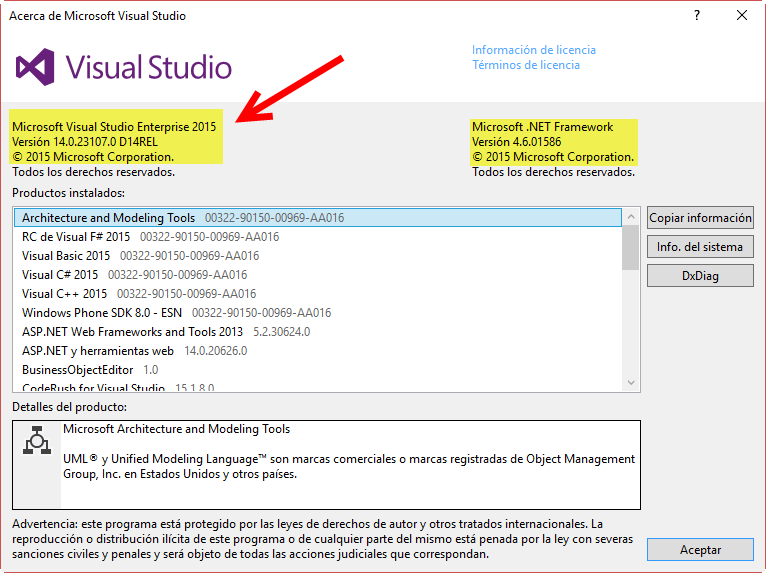 Acerca de Microsoft Visual Studio
?
Visual Studio
Información de licencia
Términos de licencia
Microsoft Visual Studio Enterprise 2015
Versión 14.0.23107.0 D14REL
© 2015 Microsoft Corporation.
Todos los derechos reservados.
Microsoft .NET Framework
Versión 4.6.01586
© 2015 Microsoft Corporation.
Todos los derechos reservados.
Productos instalados:
Architecture and Modeling Tools 00322-90150-00969-AA016
RC de Visual F# 2015 00322-90150-00969-AA016
Visual Basic 2015 00322-90150-00969-AA016
Visual C# 2015 00322-90150-00969-AA016
Visual C++ 2015 00322-90150-00969-AA016
Windows Phone SDK 8.0 - ESN 00322-90150-00969-AA016
ASP.NET Web Frameworks and Tools 2013 5.2.30624.0
ASP.NET y herramientas web 14.0.20626.0
BusinessObjectEditor 1.0
CodeRush for Visual Studio 15.1.8.0
Copiar información
Info. del sistema
DxDiag
Detalles del producto:
Microsoft Architecture and Modeling Tools
UML® y Unified Modeling Language™ son marcas comerciales o marcas registradas de Object Management
Group, Inc. en Estados Unidos y otros países.
Advertencia: este programa está protegido por las leyes de derechos de autor y otros tratados internacionales. La
reproducción o distribución ilícita de este programa o de cualquier parte del mismo está penada por la ley con severas
sanciones civiles y penales y será objeto de todas las acciones judiciales que correspondan.
Aceptar